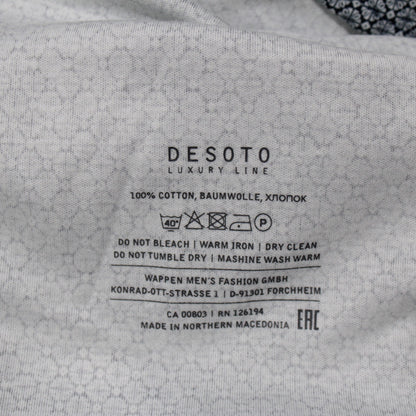 DESOTO
LUXURY LINE
100% COTTON, BAUMWOLLE, ХЛОПОК
40° P
DO NOT BLEACH | WARM IRON | DRY CLEAN
DO NOT TUMBLE DRY | MASHINE WASH WARM
WAPPEN MEN'S FASHION GMBH
KONRAD-OTT-STRASSE 1 | D-91301 FORCHHEIM
CA 00803 | RN 126194
MADE IN NORTHERN MACEDONIA
EAC